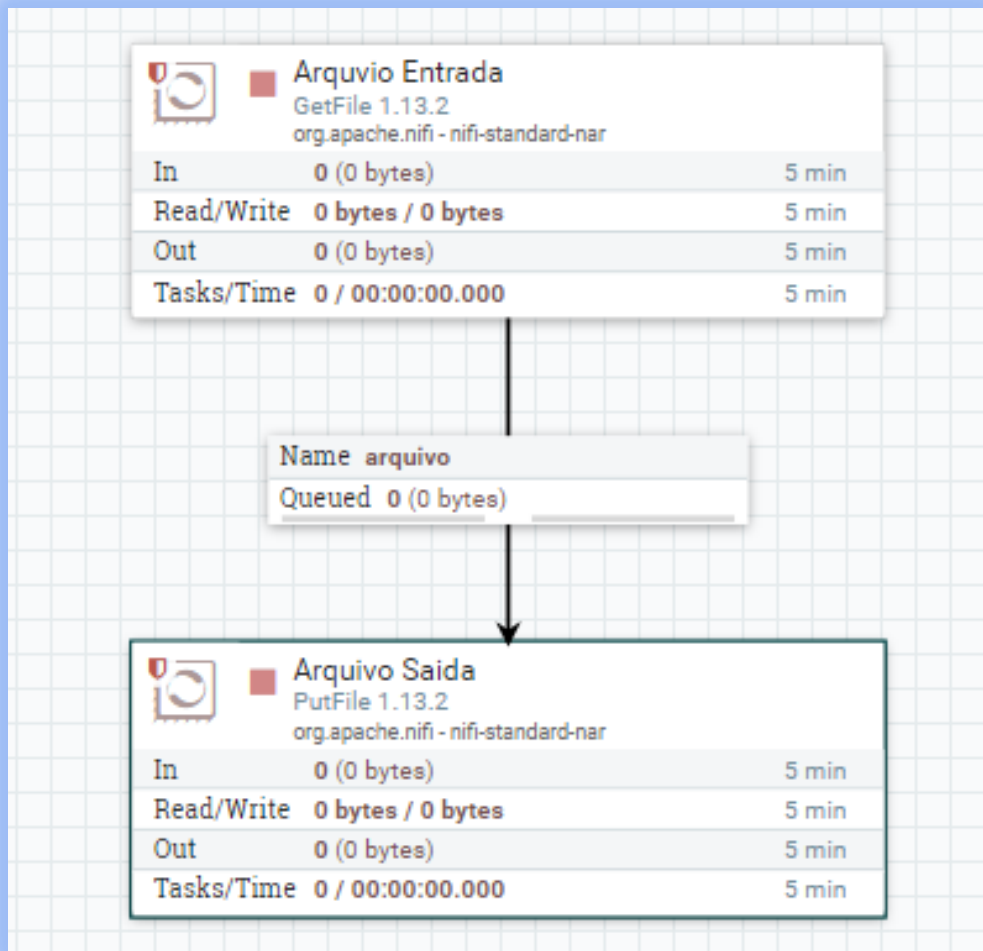 Arquvio Entrada
GetFile 1.13.2
org.apache.nifi - nifi-standard-nar
In 0 (0 bytes) 5 min
Read/Write 0 bytes / 0 bytes 5 min
Out 0 (0 bytes) 5 min
Tasks/Time 0 / 00:00:00.000 5 min
Name arquivo
Queued 0 (0 bytes)
Arquivo Saida
PutFile 1.13.2
org.apache.nifi - nifi-standard-nar
In 0 (0 bytes) 5 min
Read/Write 0 bytes / 0 bytes 5 min
Out 0 (0 bytes) 5 min
Tasks/Time 0 / 00:00:00.000 5 min